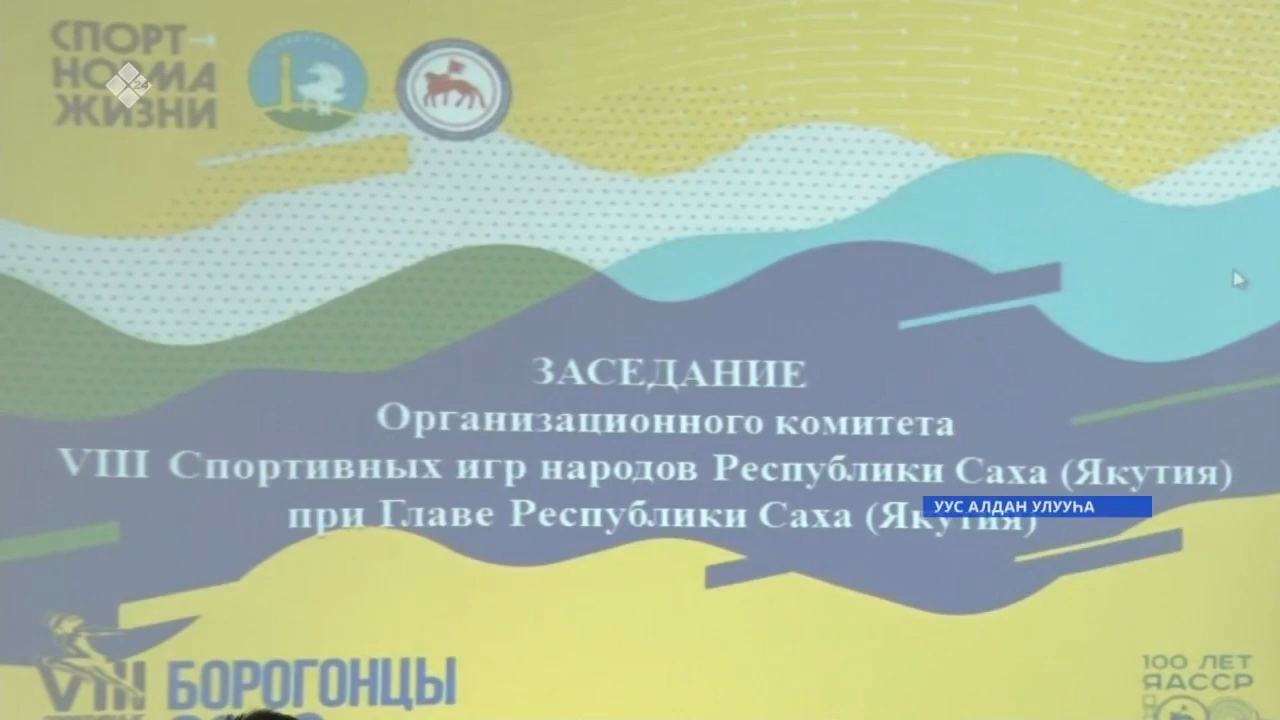 СПОРТ
НОРМА
ЖИЗНИ
ЗАСЕДАНИЕ
Организационного комитета
VIII Спортивных игр народов Республики Саха (Якутия)
при Главе Республики Саха (Якутия)
УУС АЛДАН УЛУУҺА
VIII БОРОГОНЦЫ
100 ЛЕТ
ЯАССР